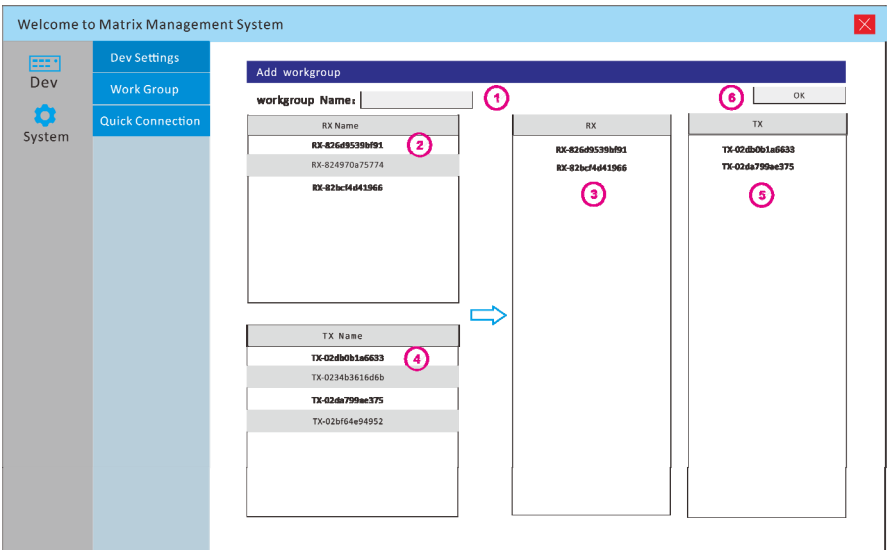 Welcome to Matrix Management System
Dev
System
Dev Settings
Work Group
Quick Connection
Add workgroup
workgroup Name:
1
6
OK
RX Name
RX-826d9539bf91
2
RX-824970a75774
RX-82bcf4d41966
TX Name
TX-02db0b1a6633
4
TX-0234b3616d6b
TX-02da799ae375
TX-02bf64e94952
RX
RX-826d9539bf91
RX-82bcf4d41966
3
TX
TX-02db0b1a6633
TX-02da799ae375
5